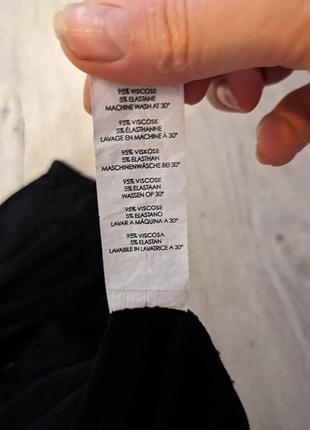 95% VISCOSE
5% ELASTANE
MACHINE WASH AT 30°
95% VISCOSE
5% ÉLASTHANNE
LAVAGE EN MACHINE À 30°
95% VISKOSE
5% ELASTHAN
MASCHINENWÄSCHE BEI 30°
95% VISCOSE
5% ELASTAAN
WASSEN OP 30°
95% VISCOSA
5% ELASTANO
LAVAR A MÁQUINA A 30°
95% VISCOSA
5% ELASTAN
LAVABILE IN LAVATRICE A 30°